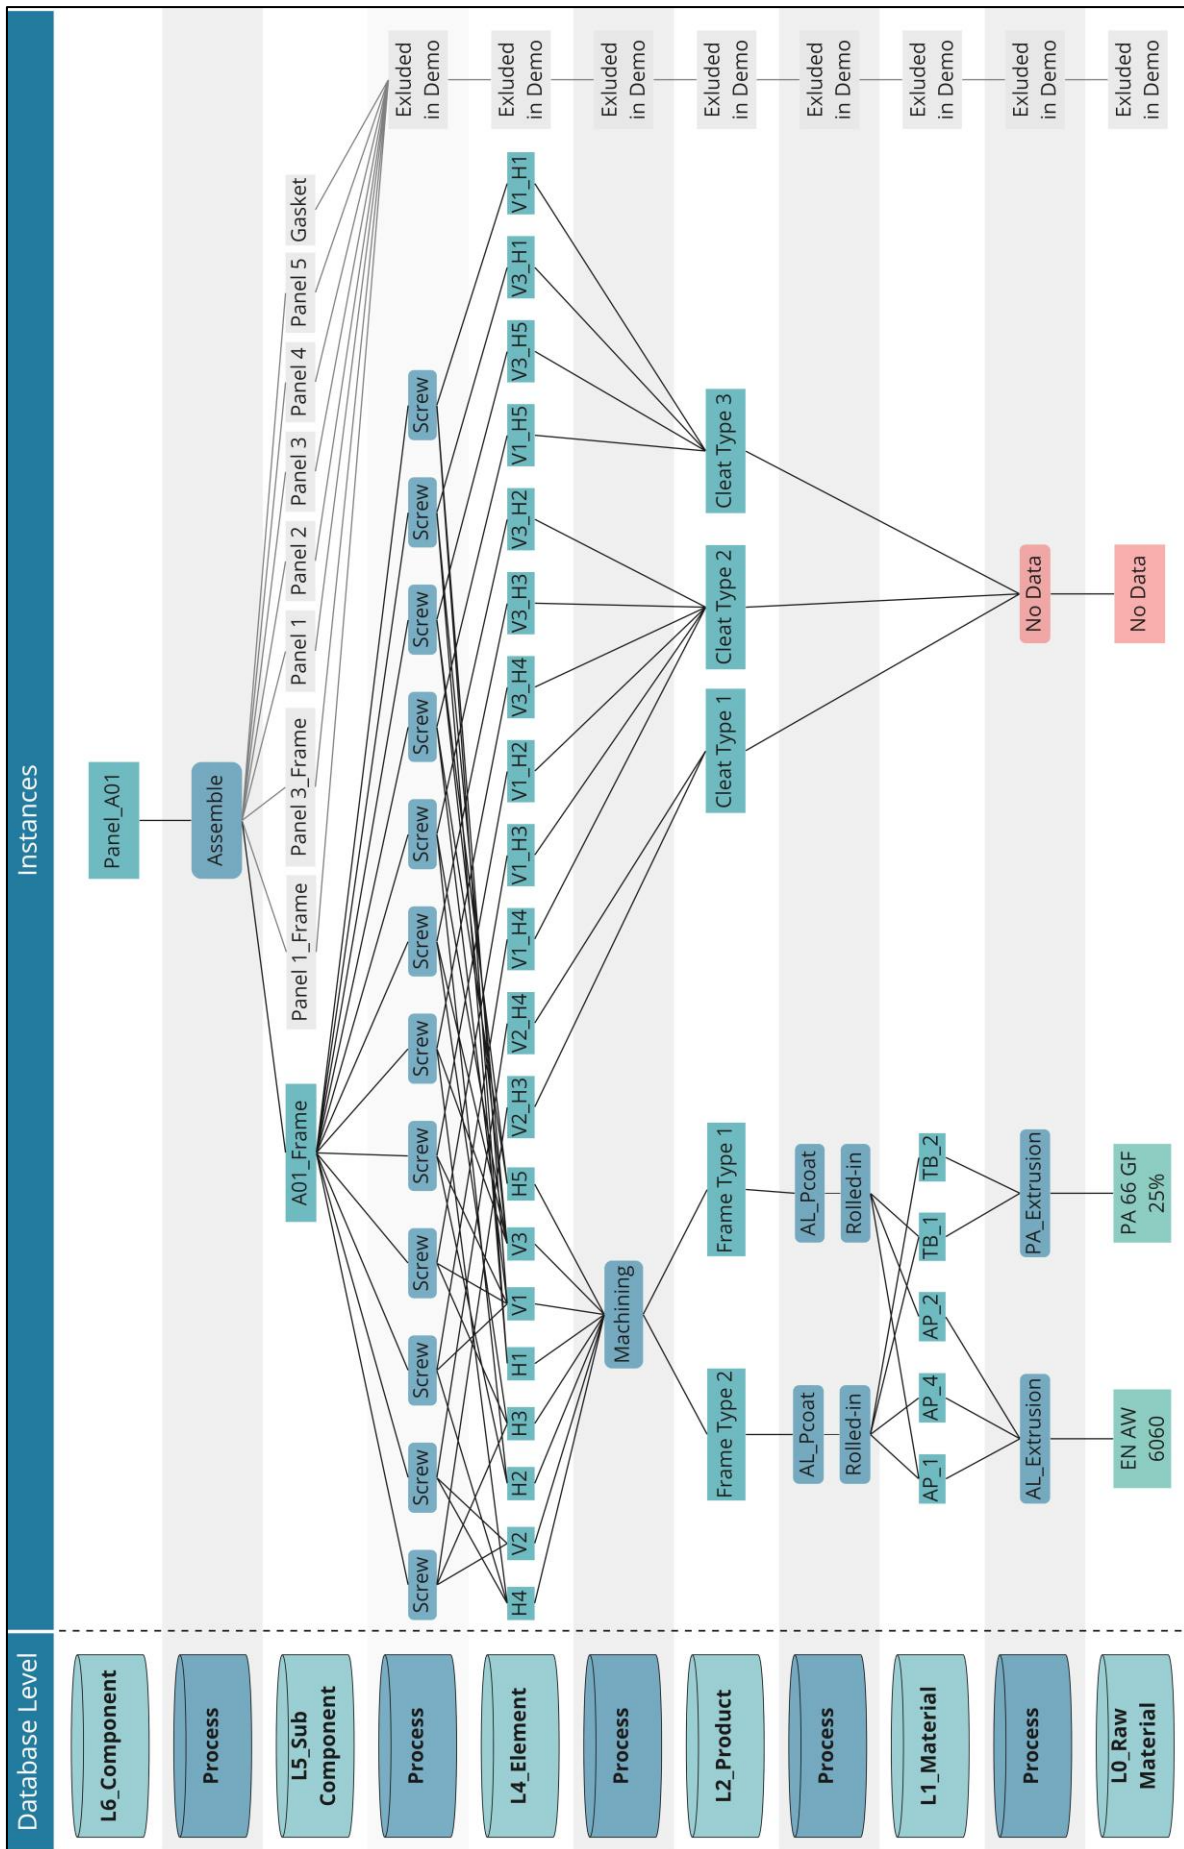 Database Level
Instances
L6_Component
Panel_A01
Process
Assemble
L5_Sub
Component
A01_Frame
Panel 1_Frame
Panel 3_Frame
Panel 1
Panel 2
Panel 3
Panel 4
Panel 5
Gasket
Process
Screw
Screw
Screw
Screw
Screw
Screw
Screw
Screw
Screw
Screw
Screw
Screw
Exluded
in Demo
L4_Element
H4
V2
H2
H3
H1
V1
V3
H5
V2_H3
V2_H4
V1_H4
V1_H3
V1_H2
V3_H4
V3_H3
V3_H2
V1_H5
V3_H5
V3_H1
V1_H1
Exluded
in Demo
Process
Machining
Exluded
in Demo
L2_Product
Frame Type 2
Frame Type 1
Cleat Type 1
Cleat Type 2
Cleat Type 3
Exluded
in Demo
Process
AL_Pcoat
Rolled-in
AL_Pcoat
Rolled-in
Exluded
in Demo
L1_Material
AP_1
AP_4
AP_2
TB_1
TB_2
Exluded
in Demo
Process
AL_Extrusion
PA_Extrusion
No Data
Exluded
in Demo
L0_Raw
Material
EN AW
6060
PA 66 GF
25%
No Data
Exluded
in Demo